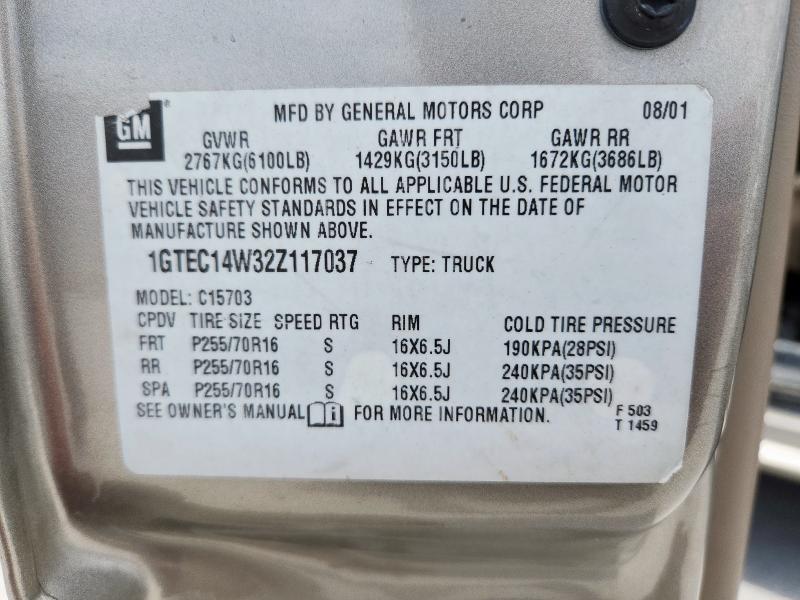 GM
MFD BY GENERAL MOTORS CORP 08/01
GVWR GAWR FRT GAWR RR
2767KG(6100LB) 1429KG(3150LB) 1672KG(3686LB)
THIS VEHICLE CONFORMS TO ALL APPLICABLE U.S. FEDERAL MOTOR
VEHICLE SAFETY STANDARDS IN EFFECT ON THE DATE OF
MANUFACTURE SHOWN ABOVE.
1GTEC14W32Z117037 TYPE: TRUCK
MODEL: C15703
CPDV TIRE SIZE SPEED RTG RIM COLD TIRE PRESSURE
FRT P255/70R16 S 16X6.5J 190KPA(28PSI)
RR P255/70R16 S 16X6.5J 240KPA(35PSI)
SPA P255/70R16 S 16X6.5J 240KPA(35PSI)
SEE OWNER'S MANUAL i FOR MORE INFORMATION.
F 503
T 1459